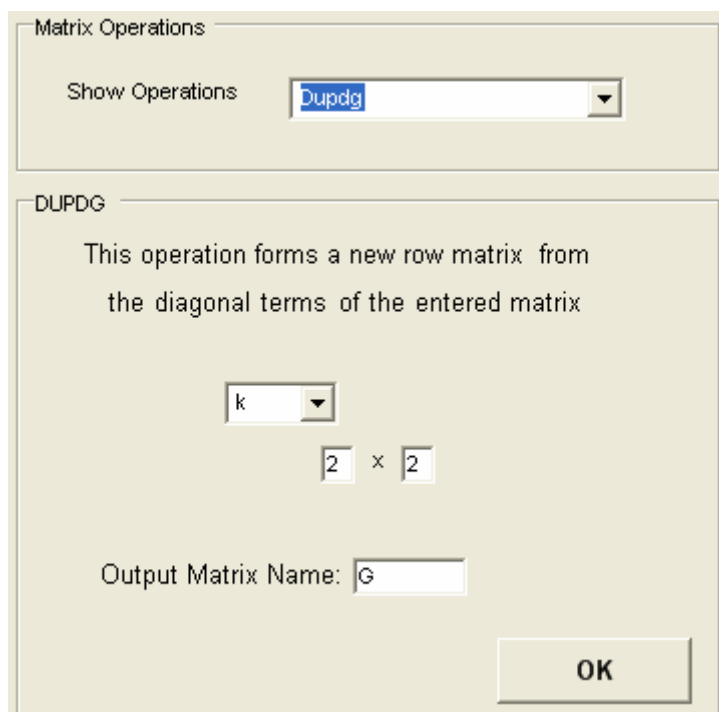 Matrix Operations
Show Operations Dupdg
DUPDG
This operation forms a new row matrix from
the diagonal terms of the entered matrix
k
2 x 2
Output Matrix Name: G
OK